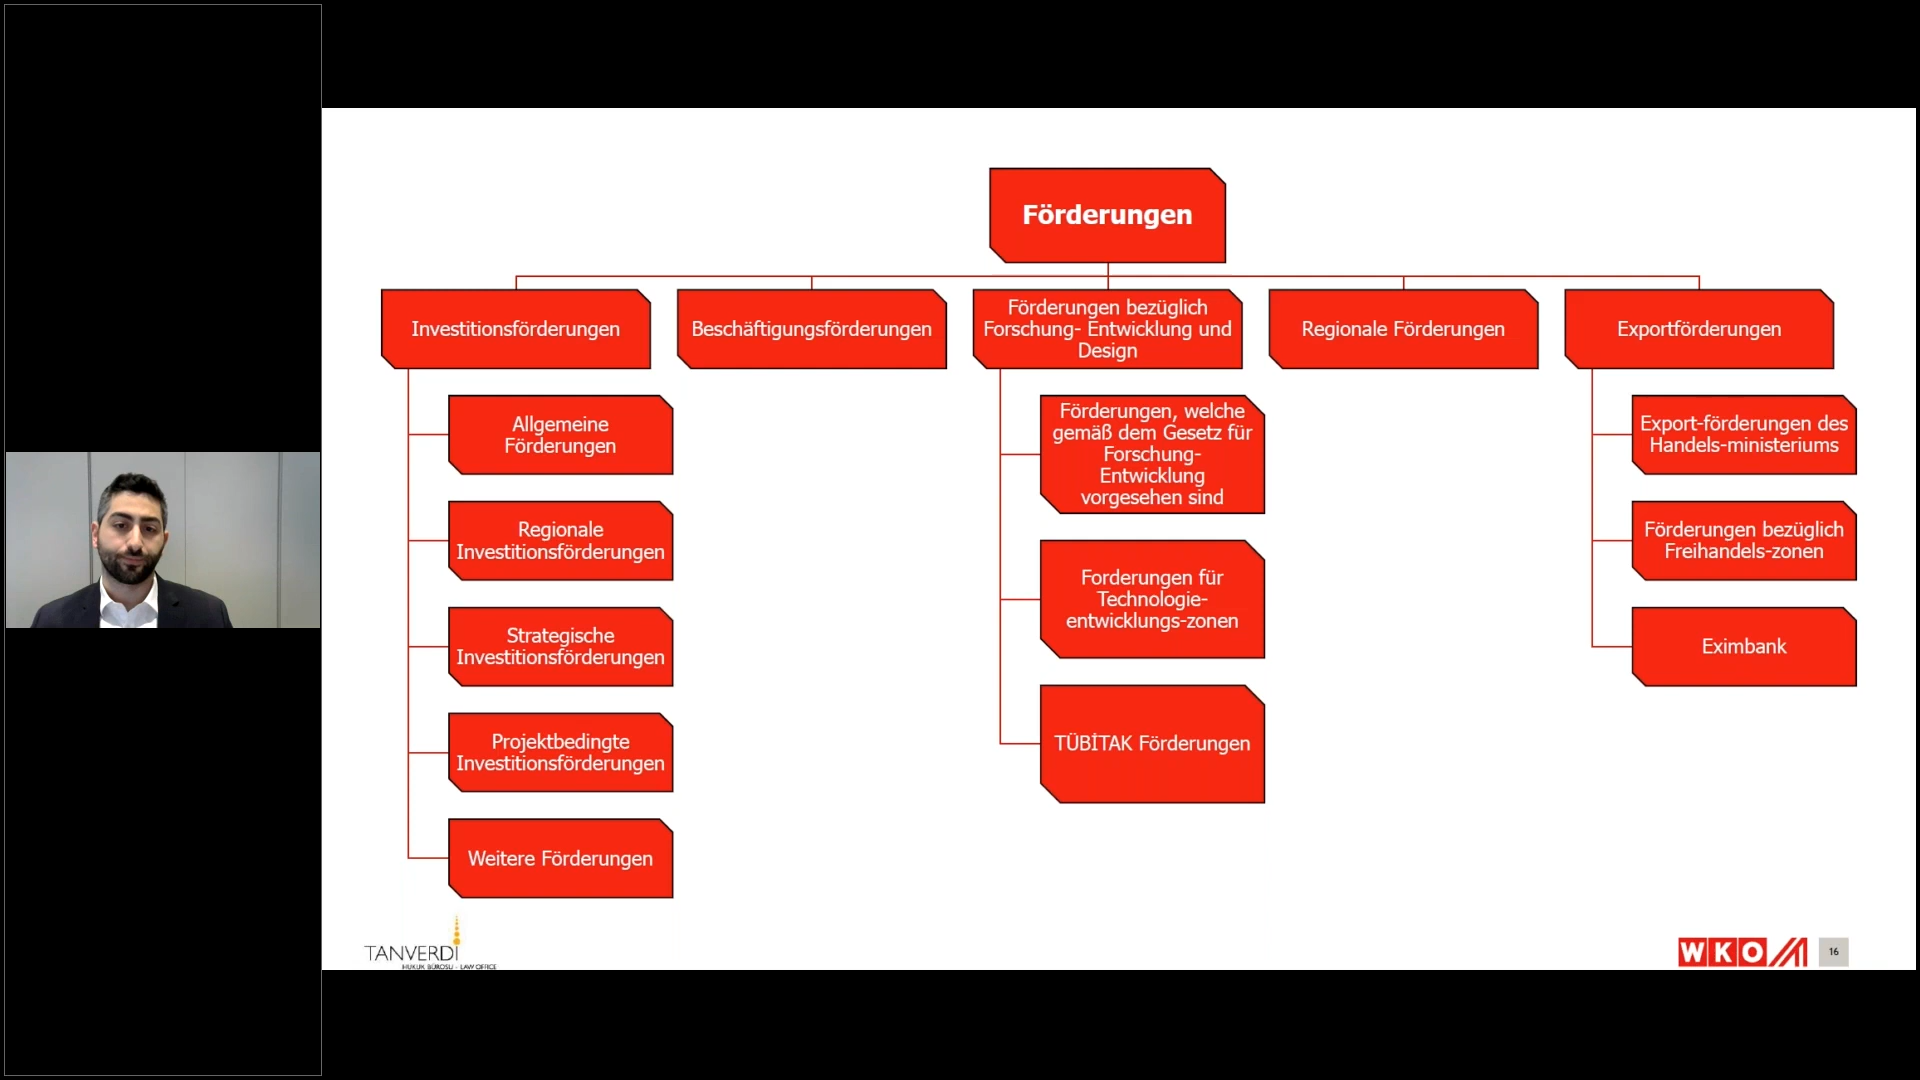 Förderungen
Investitionsförderungen
Beschäftigungsförderungen
Förderungen bezüglich
Forschung- Entwicklung und
Design
Regionale Förderungen
Exportförderungen
Allgemeine
Förderungen
Regionale
Investitionsförderungen
Strategische
Investitionsförderungen
Projektbedingte
Investitionsförderungen
Weitere Förderungen
Förderungen, welche
gemäß dem Gesetz für
Forschung-
Entwicklung
vorgesehen sind
Forderungen für
Technologie-
entwicklungs-zonen
TÜBİTAK Förderungen
Export-förderungen des
Handels-ministeriums
Förderungen bezüglich
Freihandels-zonen
Eximbank
TANVERDİ
HUKUK BÜROSU - LAW OFFICE
WKO
16